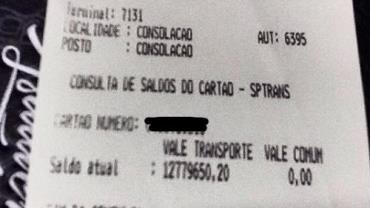 Terminal: 7131
LOCALIDADE : CONSOLACAO AUT: 6395
POSTO : CONSOLACAO
CONSULTA DE SALDOS DO CARTAO - SPTRANS
CARTAO NUMERO:
VALE TRANSPORTE VALE COMUM
Saldo atual : 12779650,20 0,00